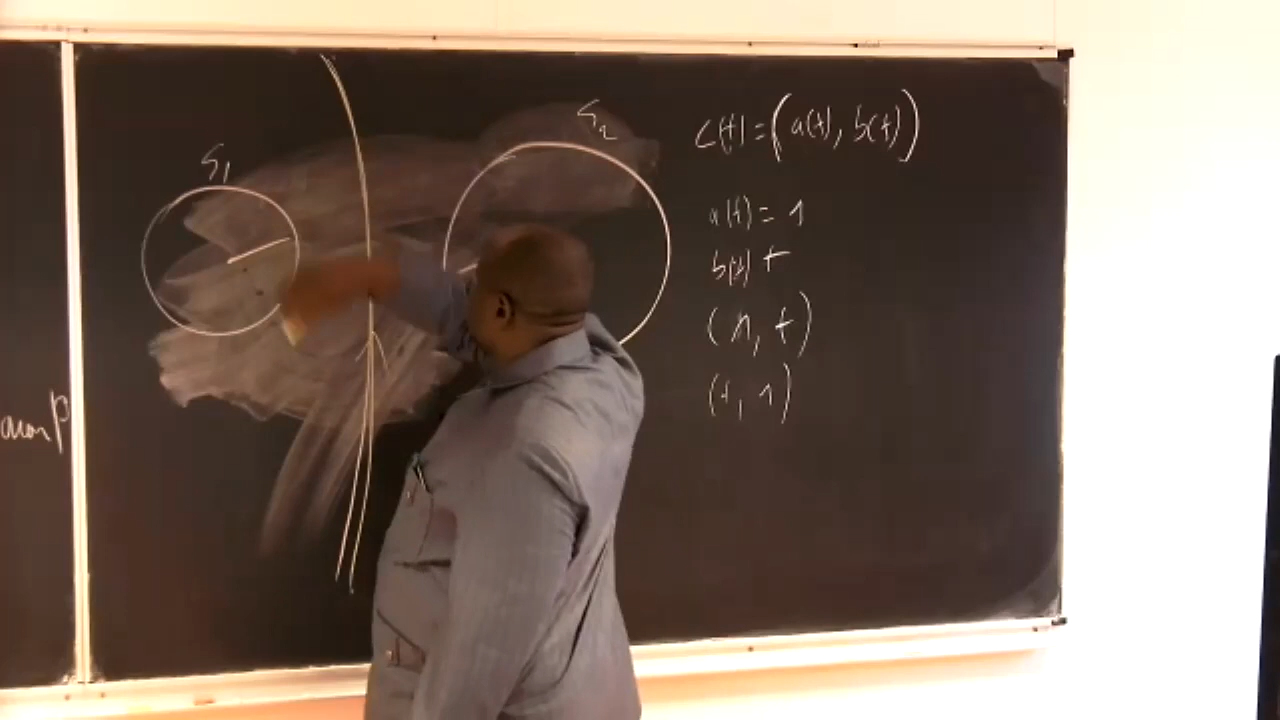 S1
S2
c(t) = (a(t), b(t))
a(t) = 1
b(t) t
(1, t)
(t, 1)